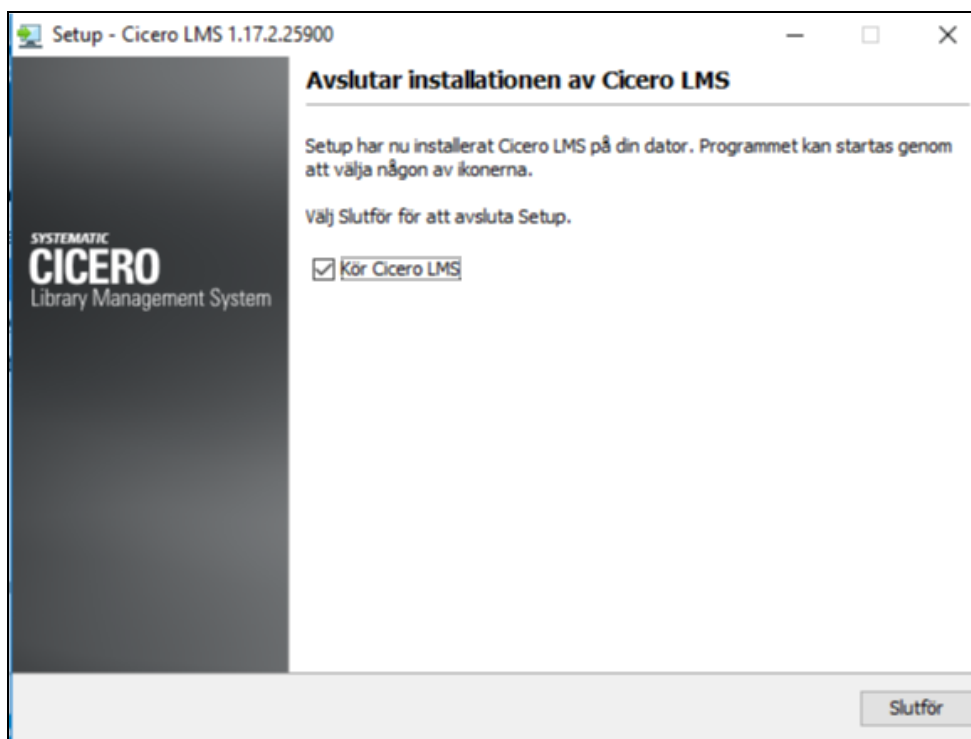 Setup - Cicero LMS 1.17.2.25900
Avslutar installationen av Cicero LMS
Setup har nu installerat Cicero LMS på din dator. Programmet kan startas genom
att välja någon av ikonerna.
Välj Slutför för att avsluta Setup.
SYSTEMATIC
CICERO
Library Management System
Kör Cicero LMS
Slutför